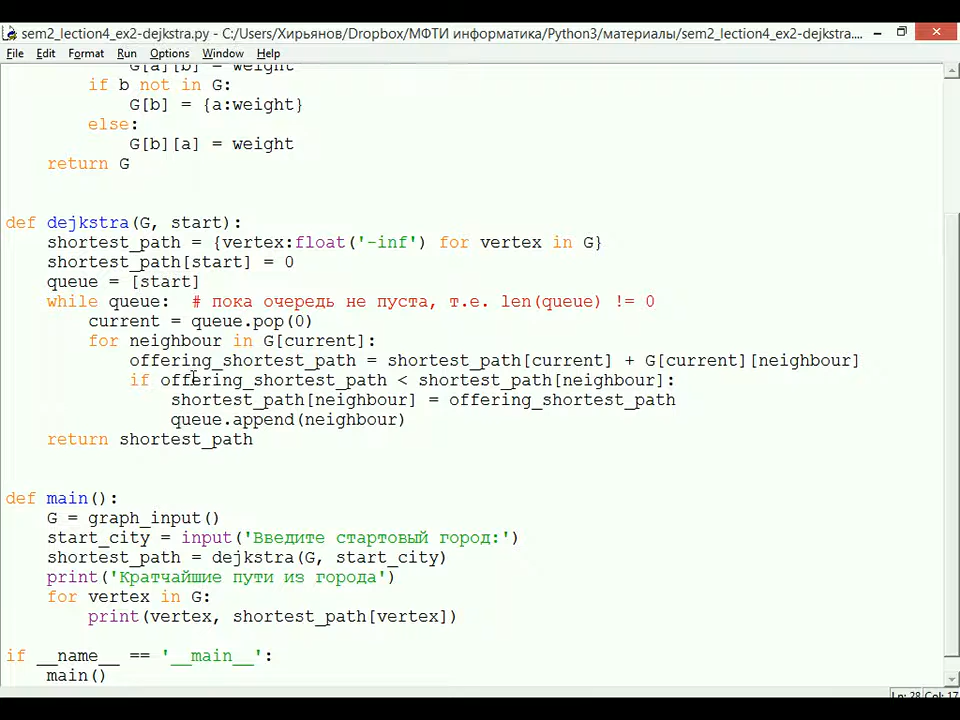 sem2_lection4_ex2-dejkstra.py - C:/Users/Хирьянов/Dropbox/МФТИ информатика/Python3/материалы/sem2_lection4_ex2-dejkstra....
File Edit Format Run Options Window Help
G[a][b] = weight
if b not in G:
G[b] = {a:weight}
else:
G[b][a] = weight
return G
def dejkstra(G, start):
shortest_path = {vertex:float('-inf') for vertex in G}
shortest_path[start] = 0
queue = [start]
while queue:  # пока очередь не пуста, т.е. len(queue) != 0
current = queue.pop(0)
for neighbour in G[current]:
offering_shortest_path = shortest_path[current] + G[current][neighbour]
if offering_shortest_path < shortest_path[neighbour]:
shortest_path[neighbour] = offering_shortest_path
queue.append(neighbour)
return shortest_path
def main():
G = graph_input()
start_city = input('Введите стартовый город:')
shortest_path = dejkstra(G, start_city)
print('Кратчайшие пути из города')
for vertex in G:
print(vertex, shortest_path[vertex])
if __name__ == '__main__':
main()
Ln: 28 Col: 17